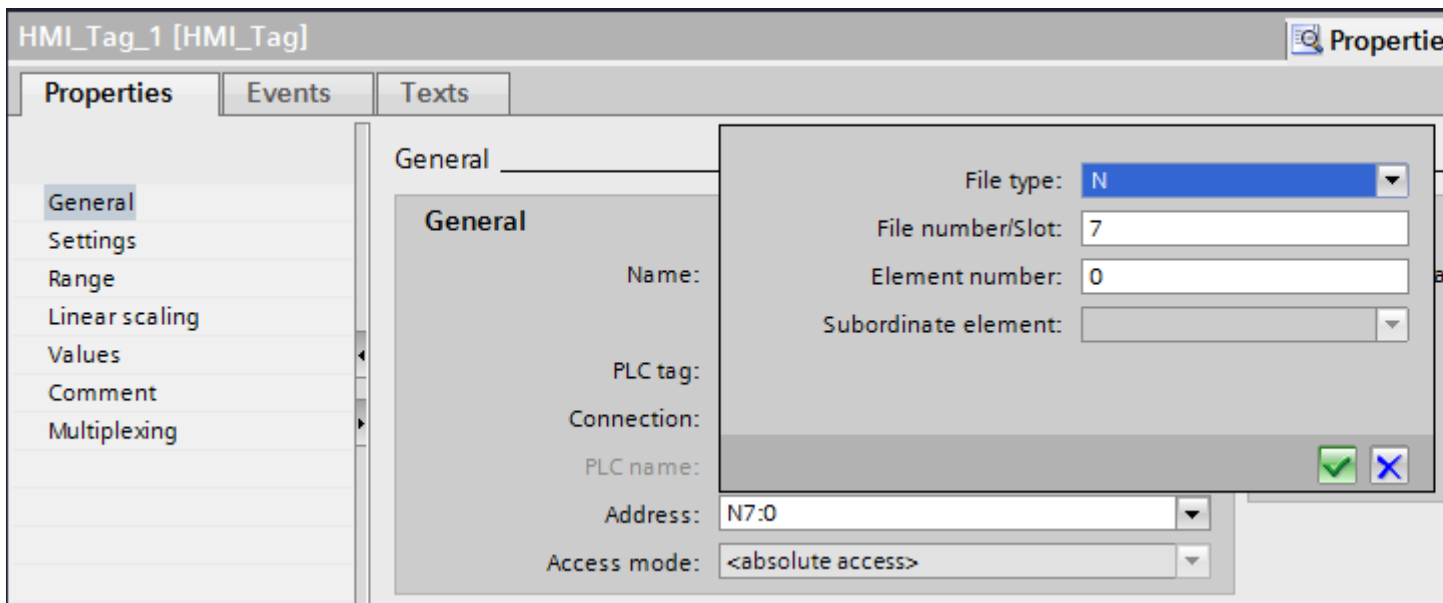 HMI_Tag_1 [HMI_Tag]
Propertie
Properties
Events
Texts
General
Settings
Range
Linear scaling
Values
Comment
Multiplexing
General
General
Name:
PLC tag:
Connection:
PLC name:
Address: N7:0
Access mode: <absolute access>
File type: N
File number/Slot: 7
Element number: 0
Subordinate element: